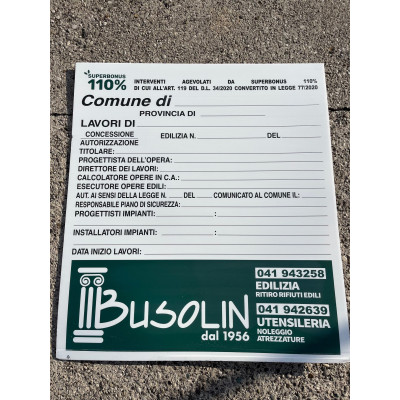 SUPERBONUS
110%
INTERVENTI AGEVOLATI DA SUPERBONUS 110%
DI CUI ALL'ART. 119 DEL D.L. 34/2020 CONVERTITO IN LEGGE 77/2020
Comune di
PROVINCIA DI
LAVORI DI
CONCESSIONE EDILIZIA N. DEL
AUTORIZZAZIONE
TITOLARE:
PROGETTISTA DELL'OPERA:
DIRETTORE DEI LAVORI:
CALCOLATORE OPERE IN C.A.:
ESECUTORE OPERE EDILI:
AUT. AI SENSI DELLA LEGGE N. DEL COMUNICATO AL COMUNE IL:
RESPONSABILE PIANO DI SICUREZZA:
PROGETTISTI IMPIANTI: :
INSTALLATORI IMPIANTI: :
DATA INIZIO LAVORI:
BUSOLIN
dal 1956
041 943258
EDILIZIA
RITIRO RIFIUTI EDILI
041 942639
UTENSILERIA
NOLEGGIO
ATREZZATURE